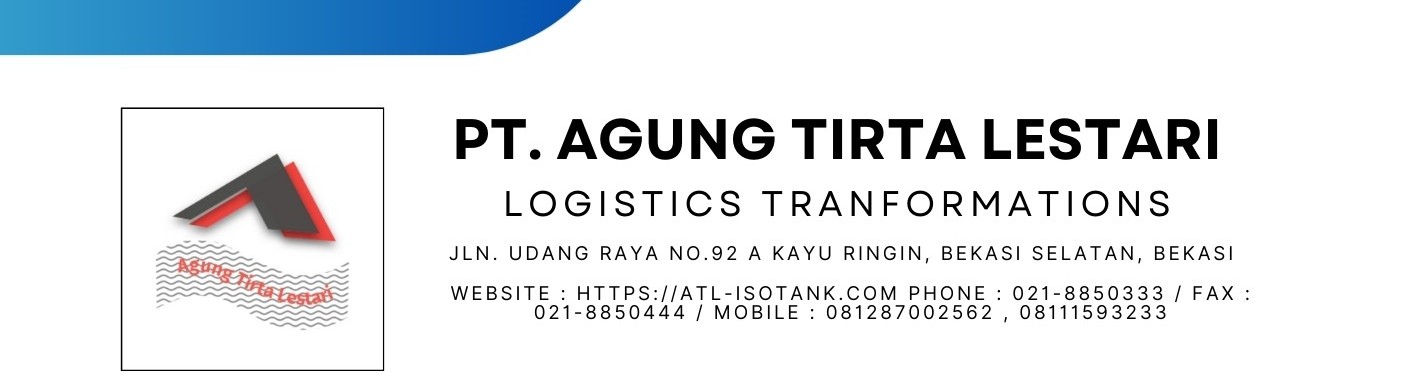 PT. AGUNG TIRTA LESTARI
LOGISTICS TRANFORMATIONS
JLN. UDANG RAYA NO.92 A KAYU RINGIN, BEKASI SELATAN, BEKASI
WEBSITE : HTTPS://ATL-ISOTANK.COM PHONE : 021-8850333 / FAX :
021-8850444 / MOBILE : 081287002562 , 08111593233
Agung Tirta Lestari